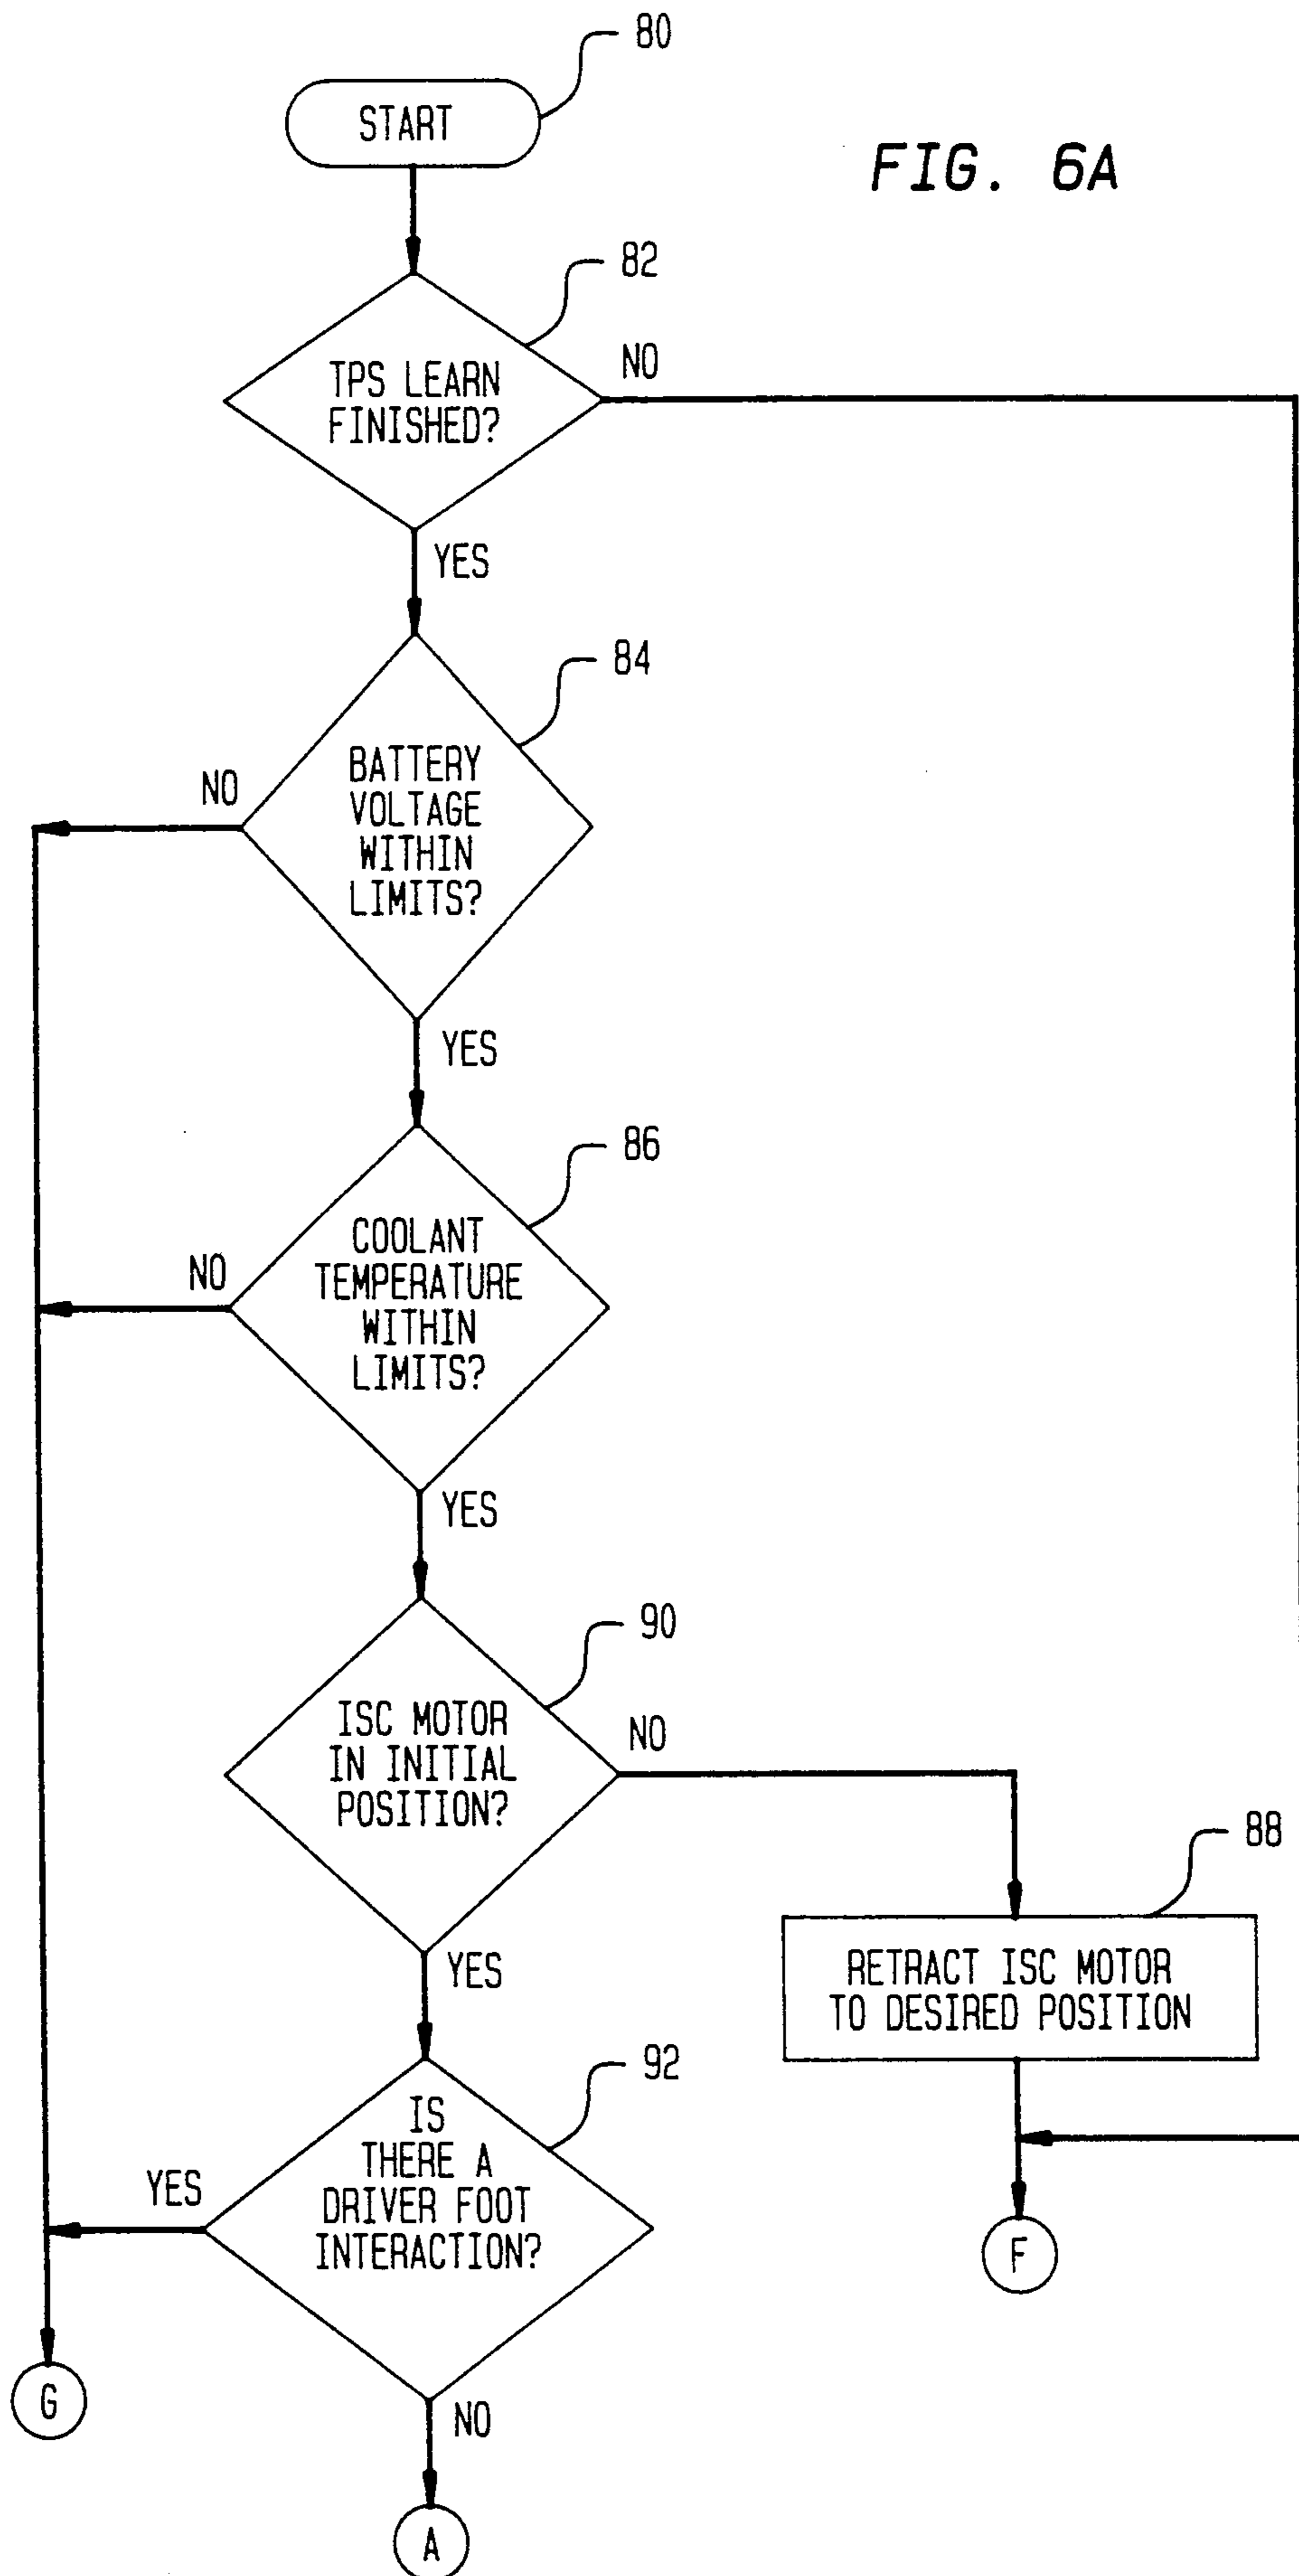 80
START
FIG. 6A
82
TPS LEARN
FINISHED?
NO
YES
84
BATTERY
VOLTAGE
WITHIN
LIMITS?
NO
YES
86
COOLANT
TEMPERATURE
WITHIN
LIMITS?
NO
YES
90
ISC MOTOR
IN INITIAL
POSITION?
NO
88
RETRACT ISC MOTOR
TO DESIRED POSITION
YES
92
IS
THERE A
DRIVER FOOT
INTERACTION?
YES
F
G
NO
A